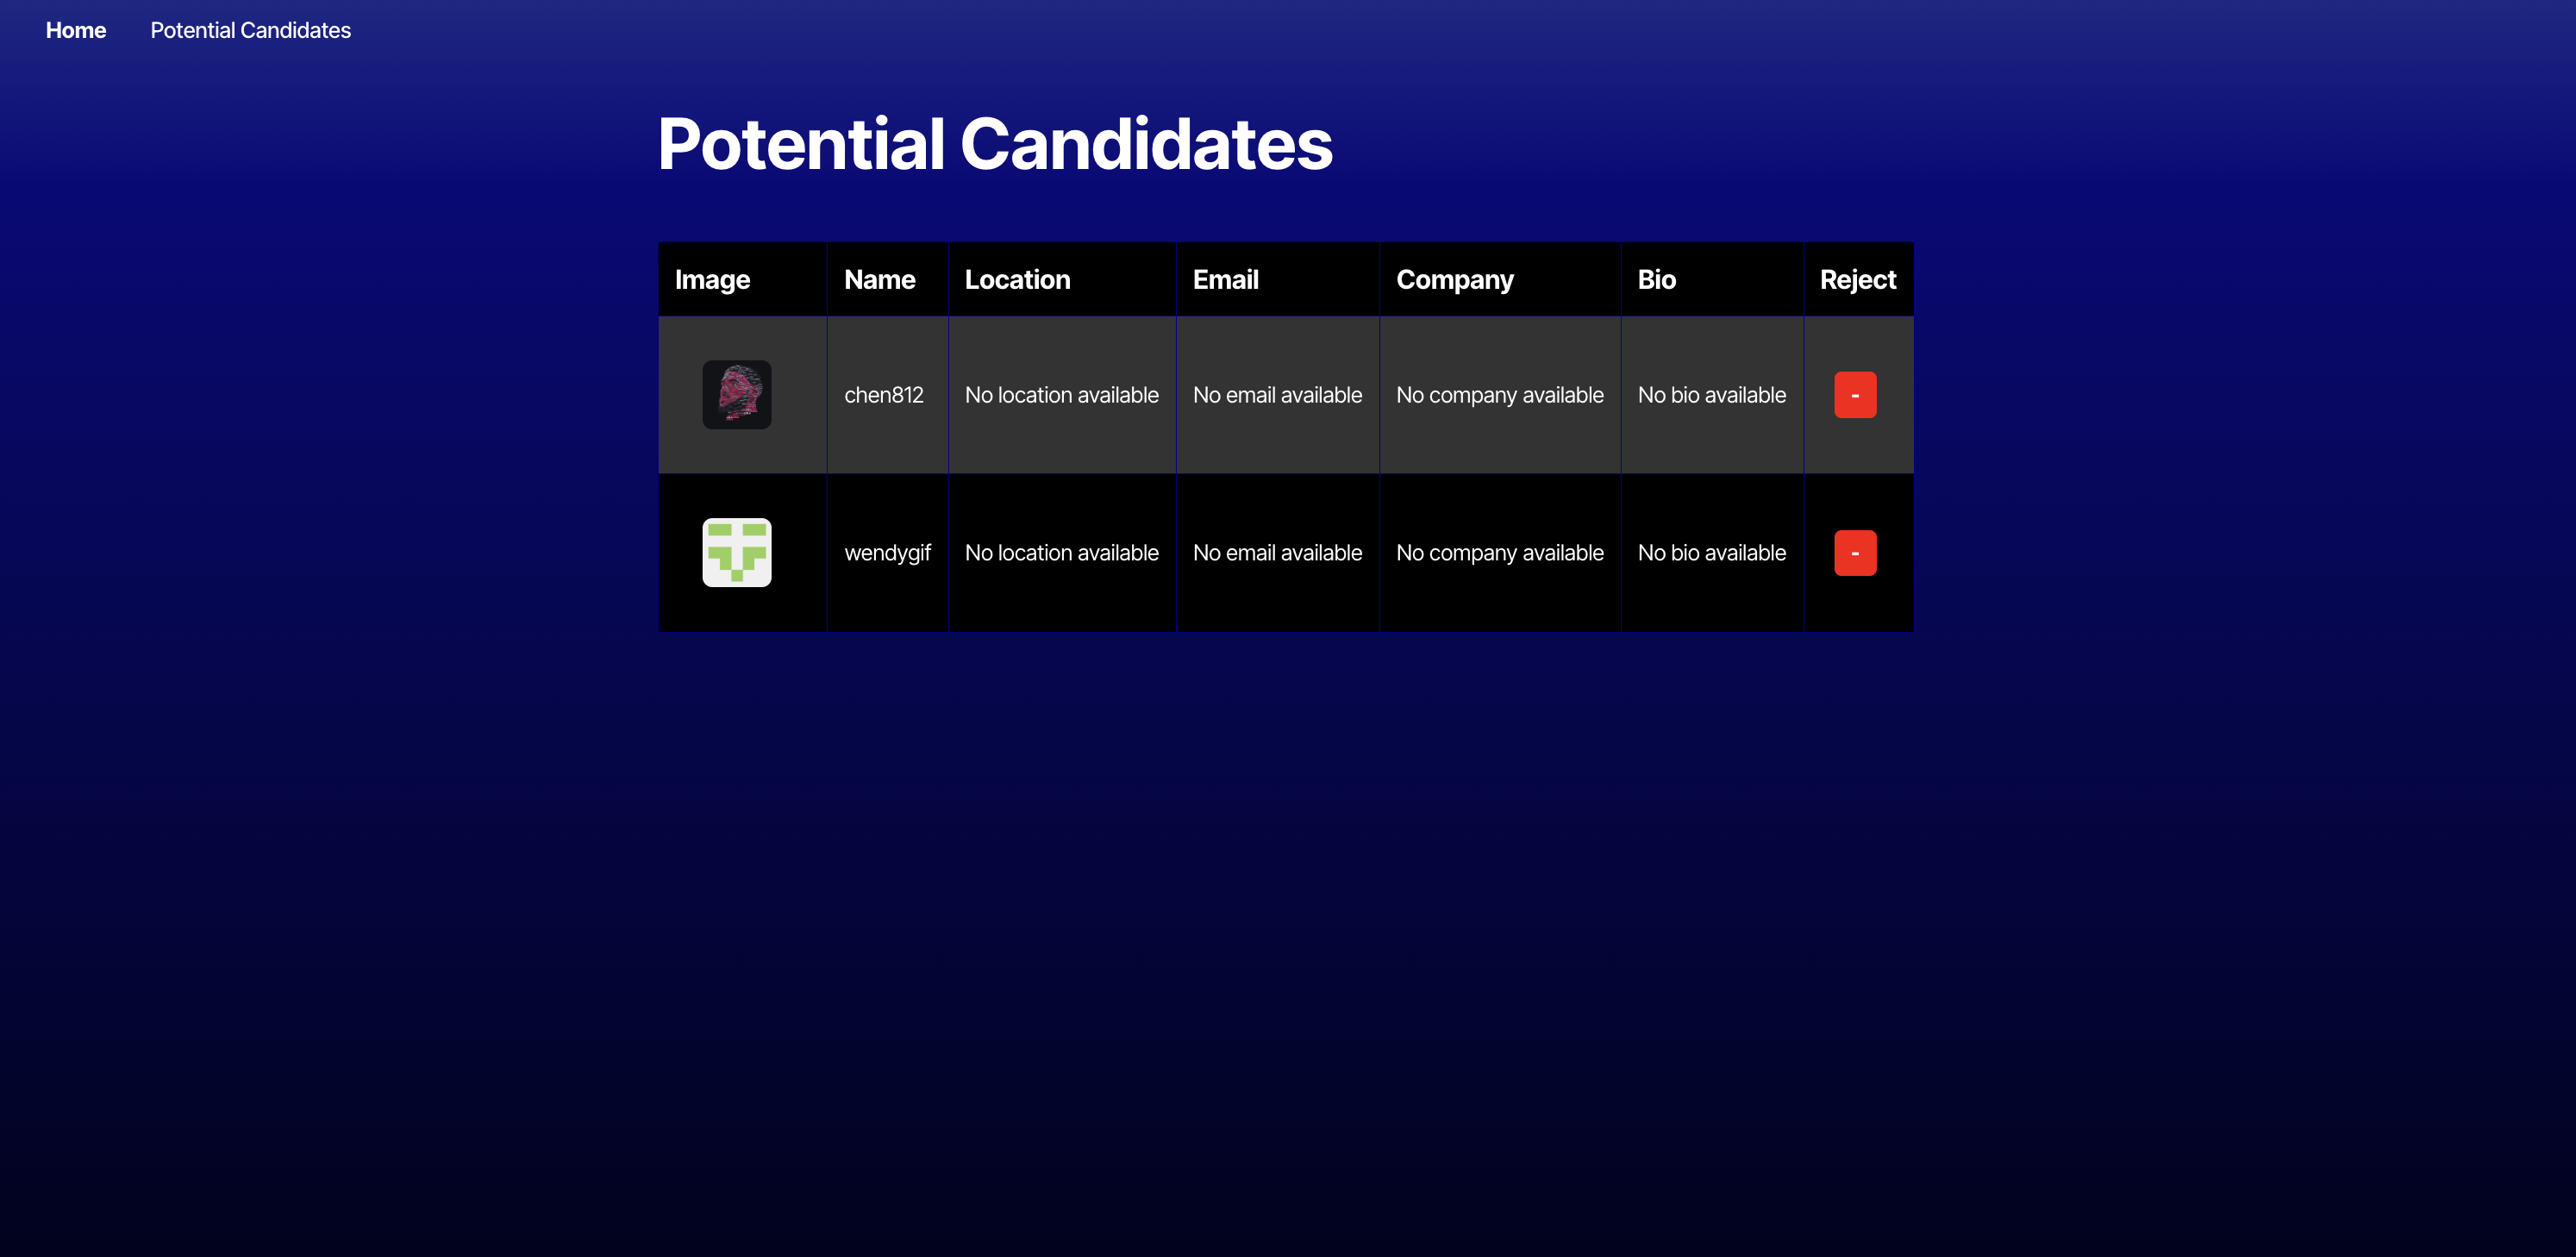 Home Potential Candidates
Potential Candidates
Image Name Location Email Company Bio Reject
chen812 No location available No email available No company available No bio available -
wendygif No location available No email available No company available No bio available -